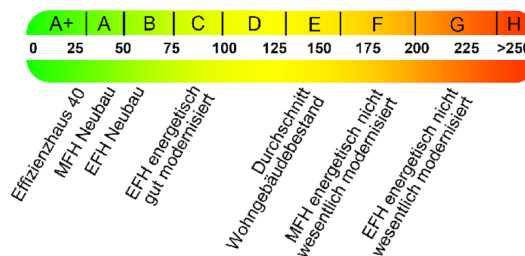 A+ A B C D E F G H
0 25 50 75 100 125 150 175 200 225 >250
Effizienzhaus 40
MFH Neubau
EFH Neubau
EFH energetisch
gut modernisiert
Durchschnitt
Wohngebäudebestand
MFH energetisch nicht
wesentlich modernisiert
EFH energetisch nicht
wesentlich modernisiert